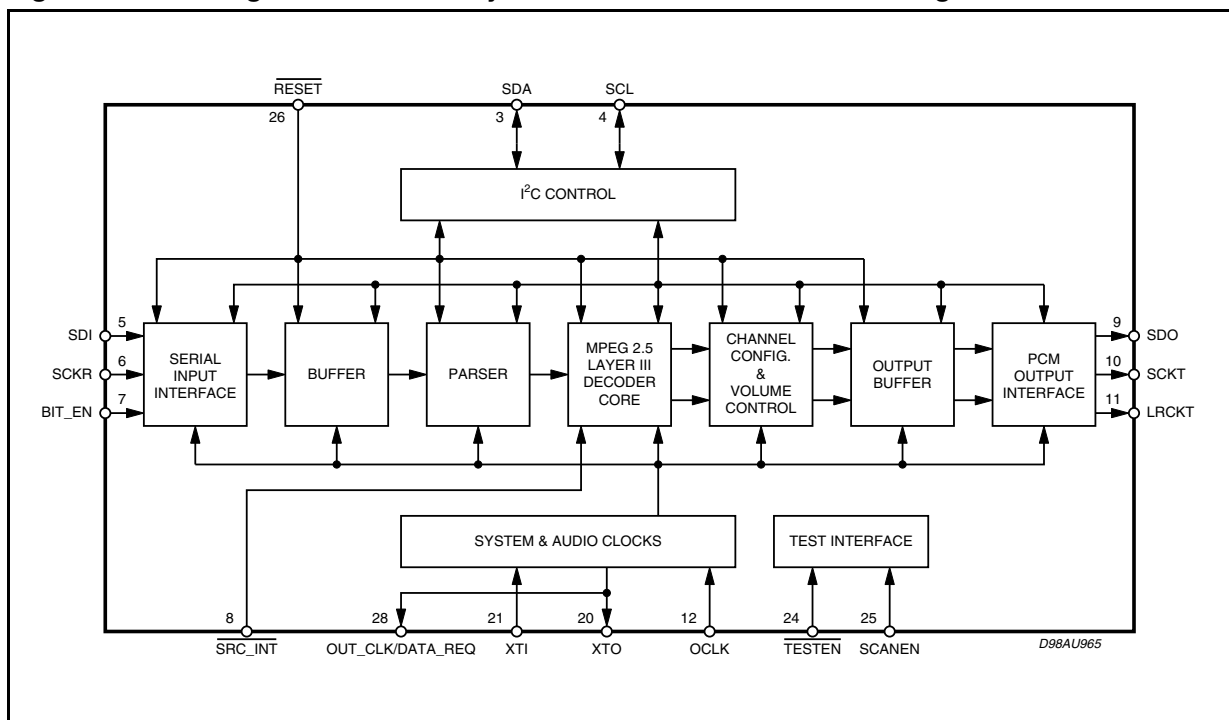 RESET
SDA
SCL
26
3
4
I²C CONTROL
SDI
5
SCKR
6
BIT_EN
7
SERIAL
INPUT
INTERFACE
BUFFER
PARSER
MPEG 2.5
LAYER III
DECODER
CORE
CHANNEL
CONFIG.
&
VOLUME
CONTROL
OUTPUT
BUFFER
PCM
OUTPUT
INTERFACE
9
SDO
10
SCKT
11
LRCKT
SYSTEM & AUDIO CLOCKS
TEST INTERFACE
8
28
21
20
12
24
25
SRC_INT
OUT_CLK/DATA_REQ
XTI
XTO
OCLK
TESTEN
SCANEN
D98AU965